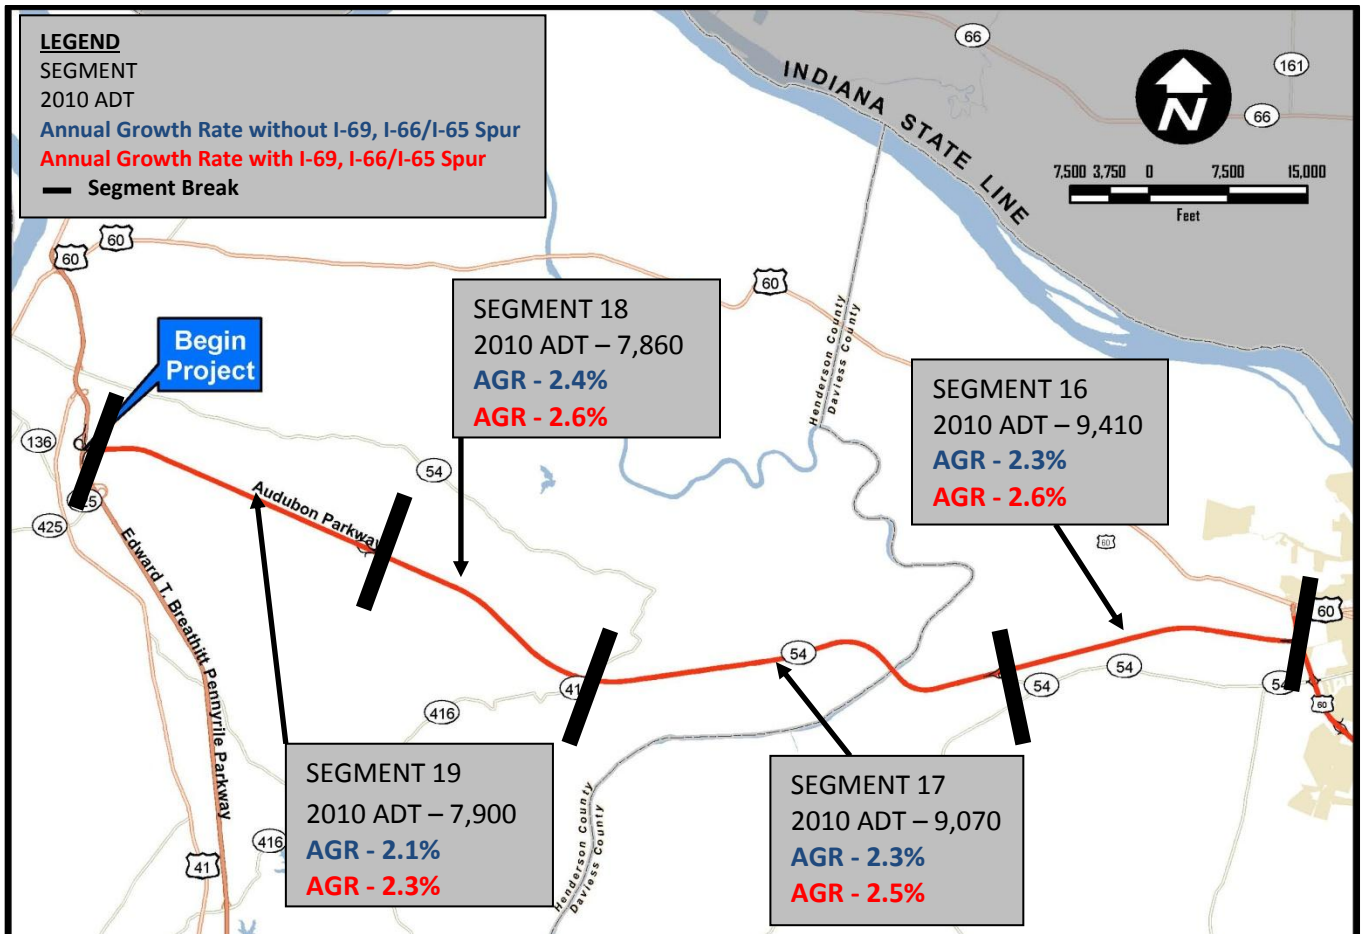 LEGEND
SEGMENT
2010 ADT
Annual Growth Rate without I-69, I-66/I-65 Spur
Annual Growth Rate with I-69, I-66/I-65 Spur
Segment Break
66
161
66
INDIANA STATE LINE
N
7,500 3,750 0 7,500 15,000
Feet
60
60
60
Begin
Project
SEGMENT 18
2010 ADT – 7,860
AGR - 2.4%
AGR - 2.6%
Henderson County
Daviess County
SEGMENT 16
2010 ADT – 9,410
AGR - 2.3%
AGR - 2.6%
136
425
54
Audubon Parkway
Edward T. Breathitt Pennyrile Parkway
60
60
54
54
54
54
60
416
416
41
SEGMENT 19
2010 ADT – 7,900
AGR - 2.1%
AGR - 2.3%
Henderson County
Daviess County
SEGMENT 17
2010 ADT – 9,070
AGR - 2.3%
AGR - 2.5%